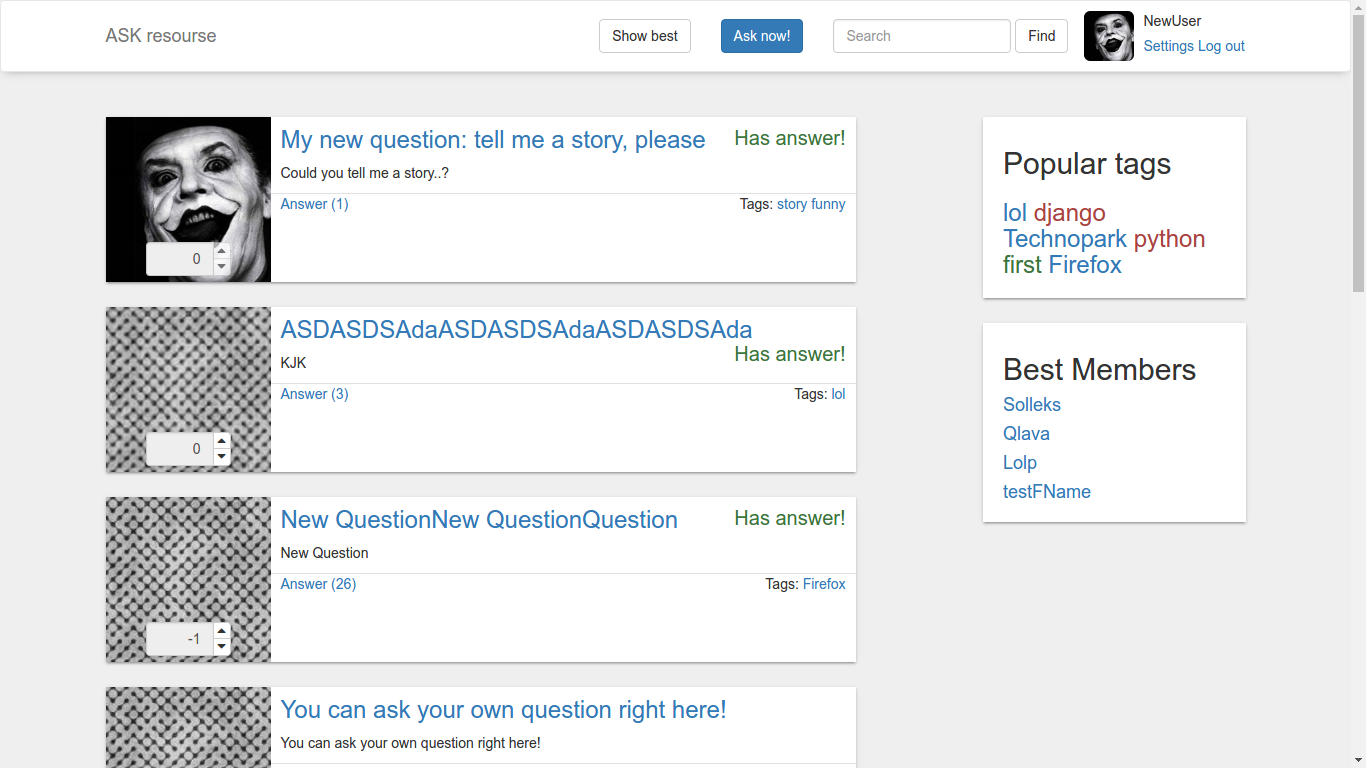 ASK resourse
Show best
Ask now!
Search
Find
NewUser
Settings Log out
My new question: tell me a story, please
Has answer!
Could you tell me a story..?
Answer (1)
Tags: story funny
0
ASDASDSAdaASDASDSAdaASDASDSAda
Has answer!
KJK
Answer (3)
Tags: lol
0
New QuestionNew QuestionQuestion
Has answer!
New Question
Answer (26)
Tags: Firefox
-1
You can ask your own question right here!
You can ask your own question right here!
Popular tags
lol django
Technopark python
first Firefox
Best Members
Solleks
Qlava
Lolp
testFName